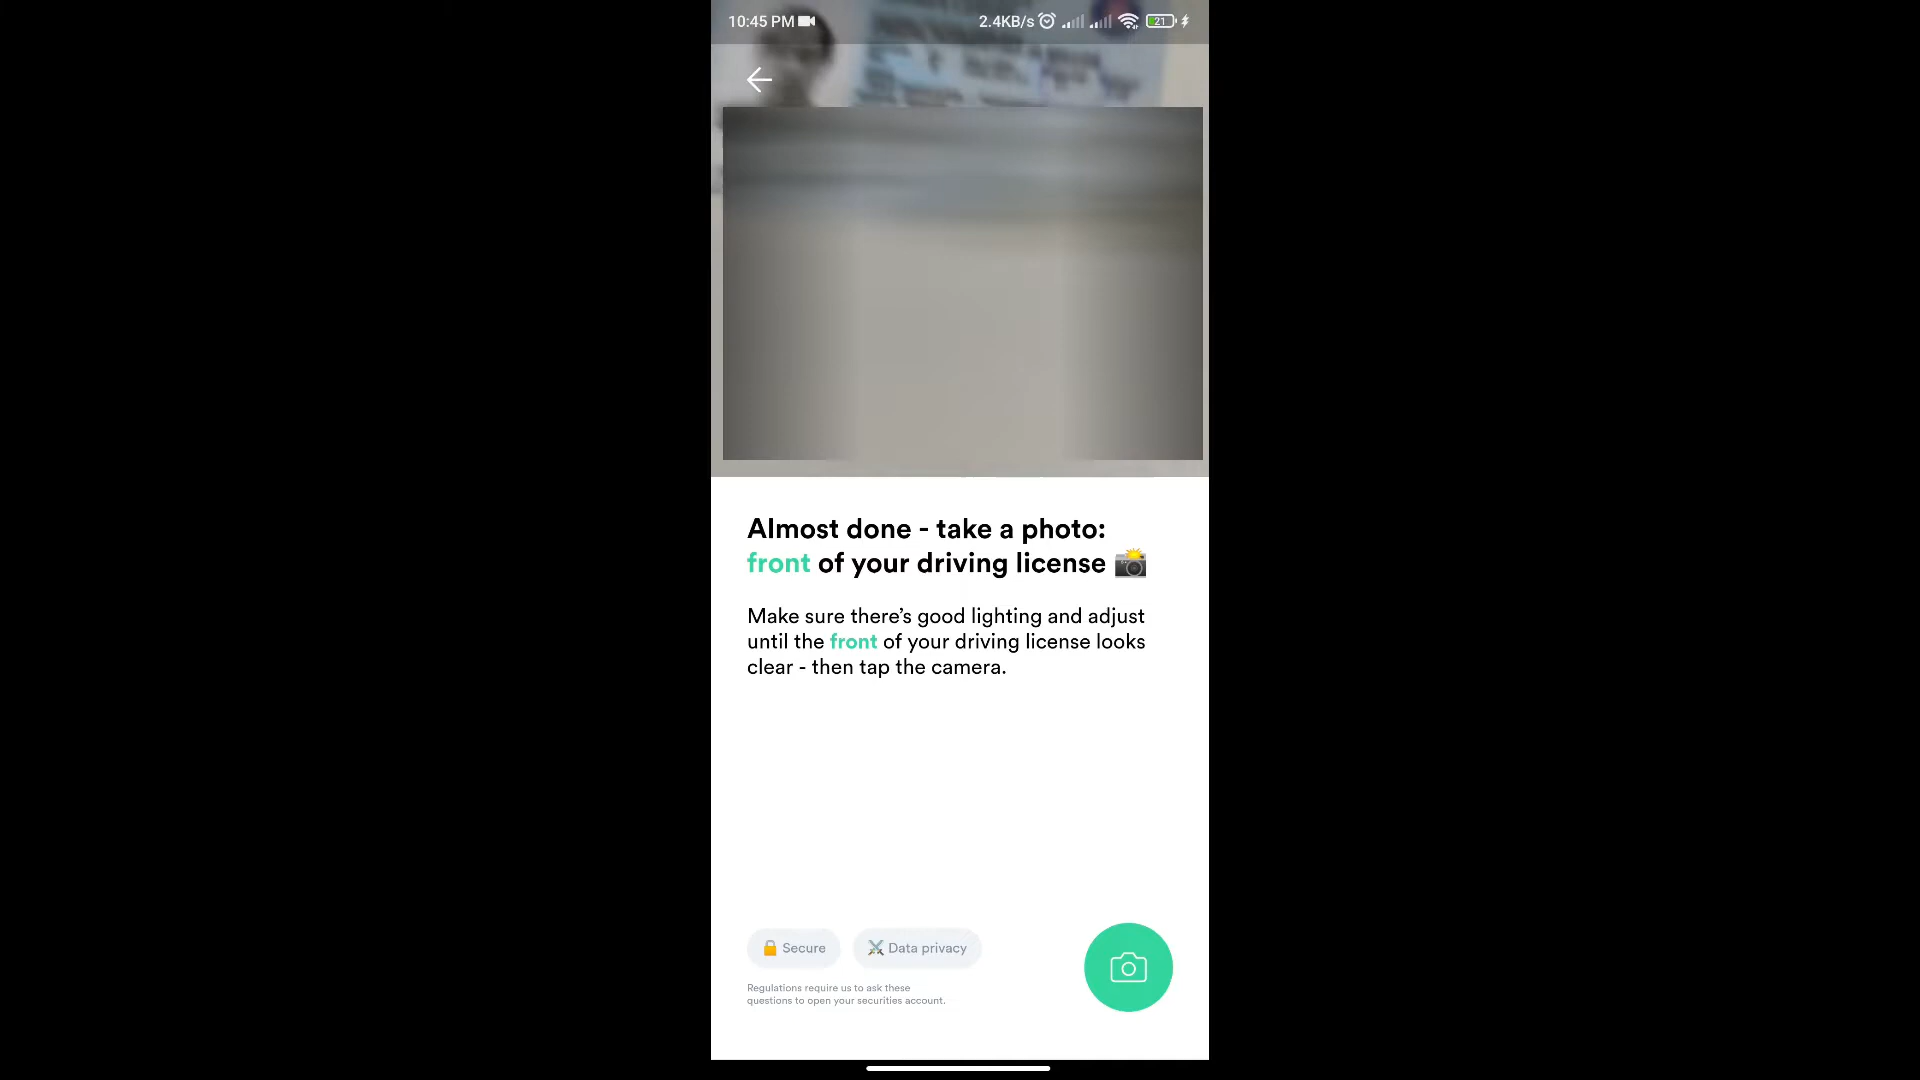 10:45 PM
2.4KB/s
21
Almost done - take a photo:
front of your driving license
Make sure there’s good lighting and adjust
until the front of your driving license looks
clear - then tap the camera.
Secure
Data privacy
Regulations require us to ask these
questions to open your securities account.